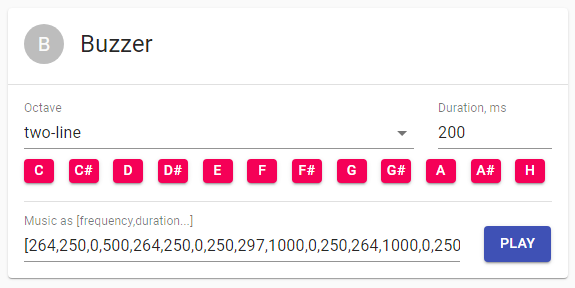 B Buzzer
Octave Duration, ms
two-line 200
C C# D D# E F F# G G# A A# H
Music as [frequency,duration...]
[264,250,0,500,264,250,0,250,297,1000,0,250,264,1000,0,250 PLAY